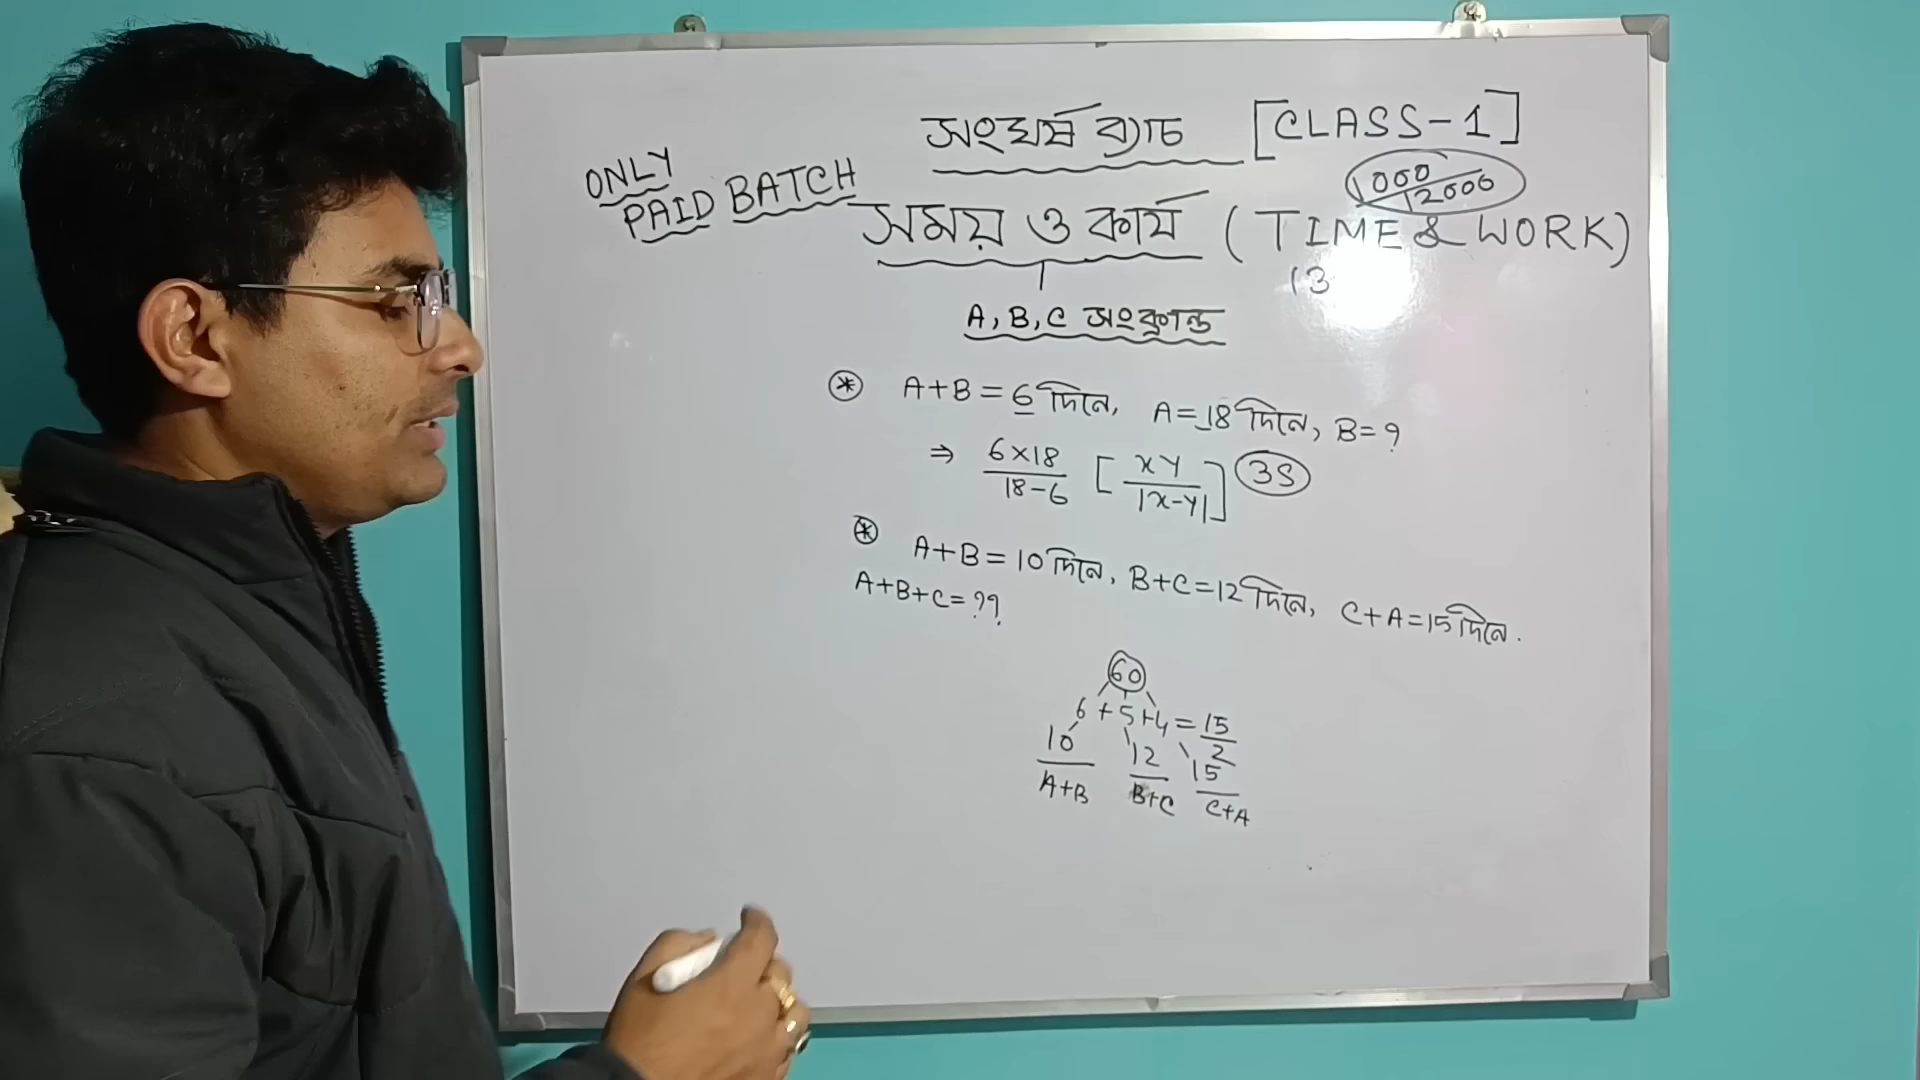 সংঘর্ষ ব্যাচ [CLASS-1]
ONLY
PAID BATCH
1000
12000
সময় ও কার্য (TIME & WORK)
13
A, B, C সংক্রান্ত
* A+B = 6 দিনে, A = 18 দিনে, B = ?
⇒ 6×18 / 18-6 [xy / |x-y|] 3S
* A+B = 10 দিনে, B+C = 12 দিনে, C+A = 15 দিনে.
A+B+C = ??
60
6 + 5 + 4 = 15/2
10 12 15
A+B B+C C+A